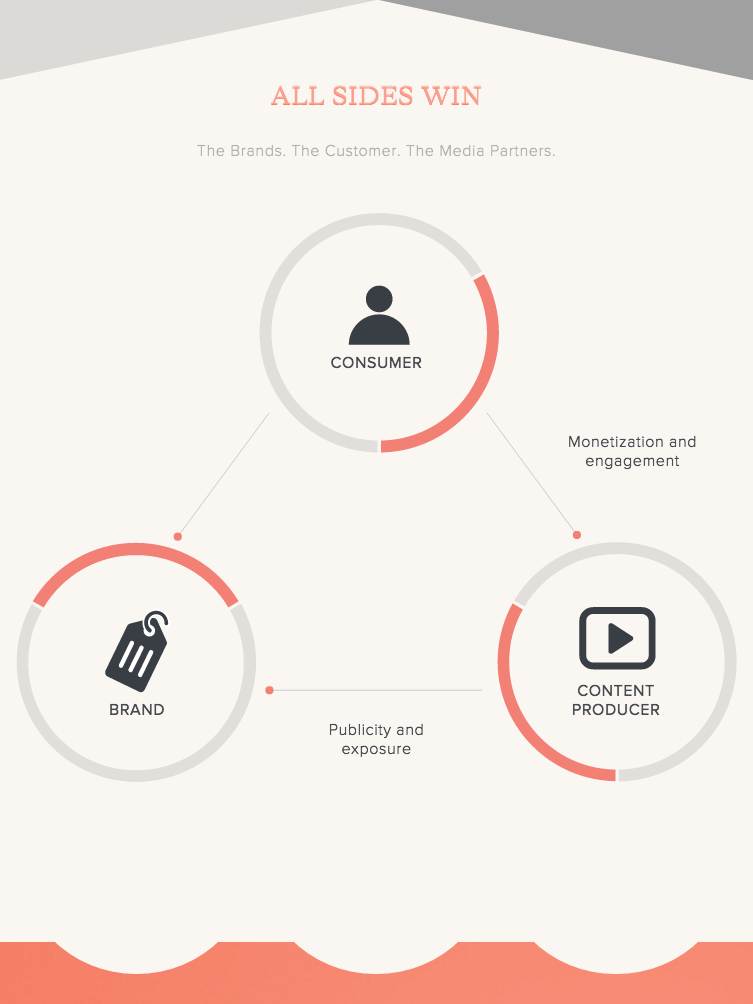 ALL SIDES WIN
The Brands. The Customer. The Media Partners.
CONSUMER
Monetization and
engagement
BRAND
CONTENT
PRODUCER
Publicity and
exposure